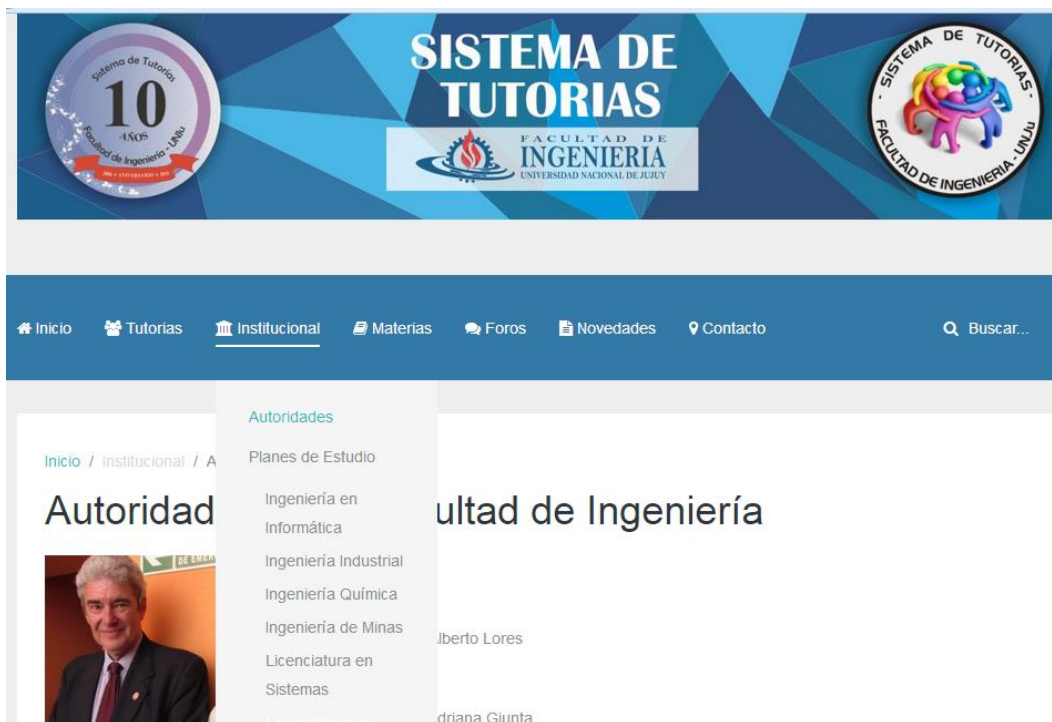 Sistema de Tutorías
10
AÑOS
Facultad de Ingeniería - UNJu
SISTEMA DE
TUTORIAS
FACULTAD DE
INGENIERIA
UNIVERSIDAD NACIONAL DE JUJUY
SISTEMA DE TUTORIAS
FACULTAD DE INGENIERIA - UNJu
Inicio Tutorias Institucional Materias Foros Novedades Contacto Buscar...
Autoridades
Planes de Estudio
Inicio / Institucional / A
Autoridad ultad de Ingeniería
Ingeniería en
Informática
Ingeniería Industrial
Ingeniería Química
Ingeniería de Minas
lberto Lores
Licenciatura en
Sistemas
driana Giunta